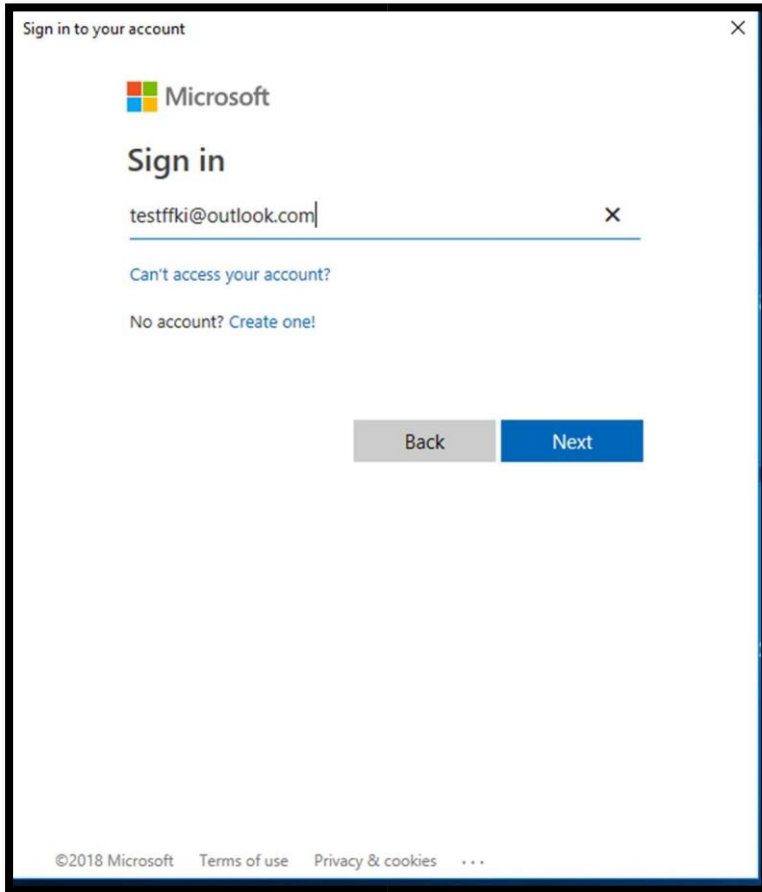 Sign in to your account
Microsoft
Sign in
testffki@outlook.com
Can't access your account?
No account? Create one!
Back Next
©2018 Microsoft Terms of use Privacy & cookies ...